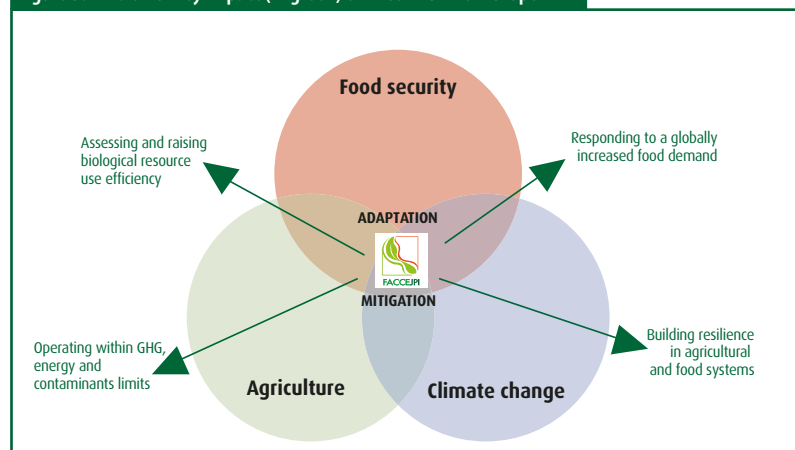 Food security
Assessing and raising
biological resource
use efficiency
Responding to a globally
increased food demand
ADAPTATION
FACCEJPI
MITIGATION
Operating within GHG,
energy and
contaminants limits
Building resilience
in agricultural
and food systems
Agriculture
Climate change